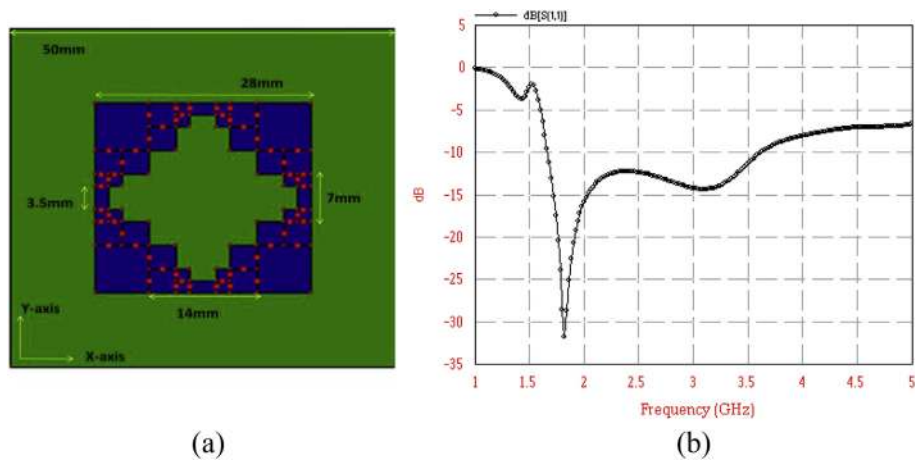 50mm
28mm
3.5mm
7mm
14mm
Y-axis
X-axis
(a)
dB[S(1,1)]
5
0
-5
-10
-15
-20
-25
-30
-35
dB
1 1.5 2 2.5 3 3.5 4 4.5 5
Frequency (GHz)
(b)